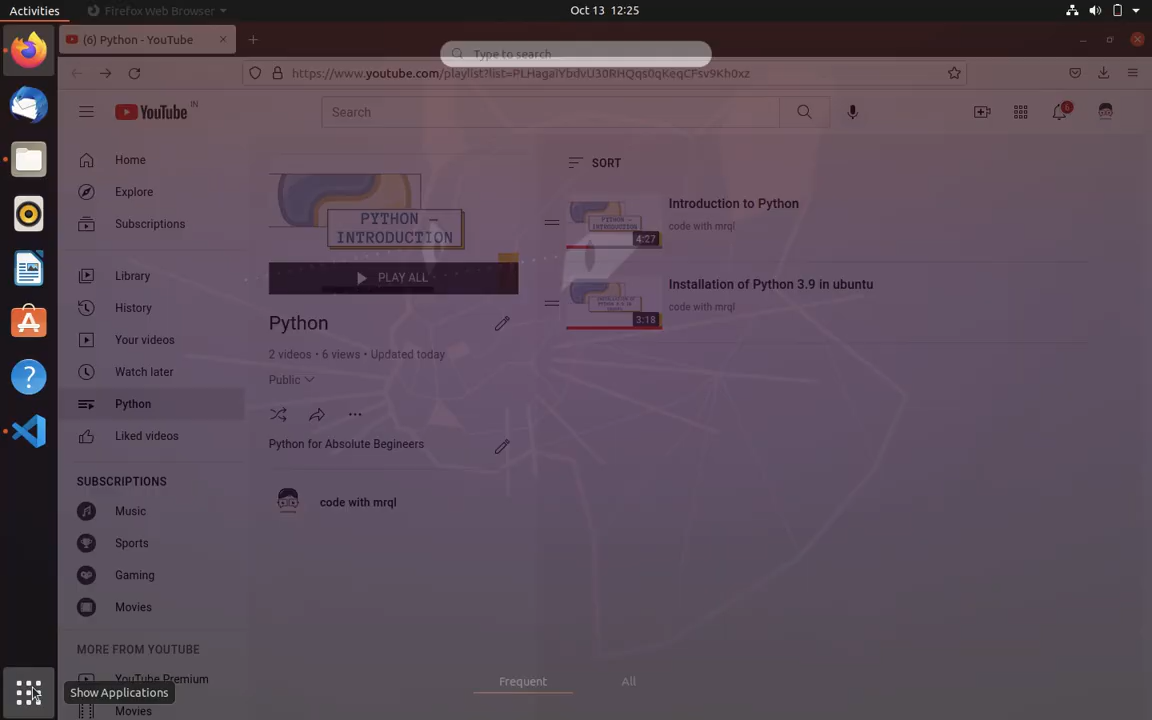 Activities
Firefox Web Browser
Oct 13 12:25
(6) Python - YouTube
Type to search
https://www.youtube.com/playlist?list=PLHagaIYbdvU30RHQqs0qKeqCFsv9Kh0xz
YouTube IN
Search
6
Home
Explore
Subscriptions
Library
History
Your videos
Watch later
Python
Liked videos
SUBSCRIPTIONS
Music
Sports
Gaming
Movies
MORE FROM YOUTUBE
YouTube Premium
Movies
Show Applications
PYTHON –
INTRODUCTION
PLAY ALL
Python
2 videos • 6 views • Updated today
Public
Python for Absolute Begineers
code with mrql
SORT
PYTHON –
INTRODUCTION
4:27
Introduction to Python
code with mrql
3:18
Installation of Python 3.9 in ubuntu
code with mrql
Frequent
All